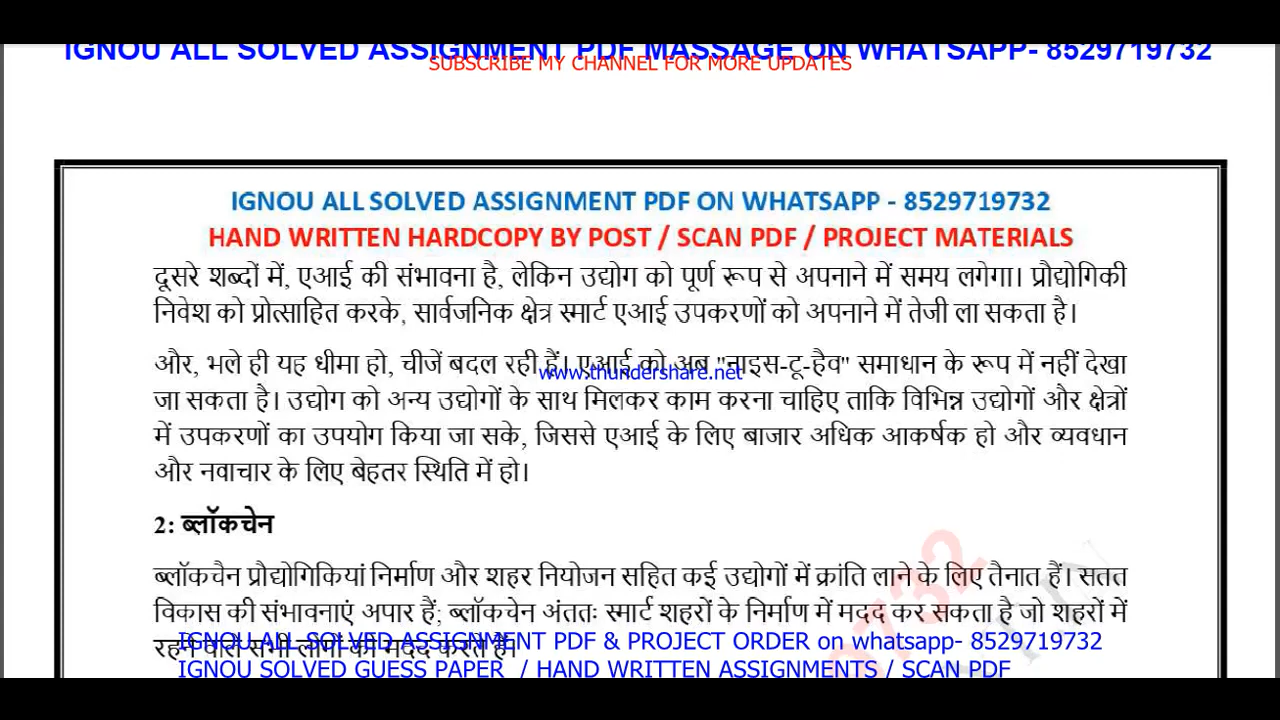 IGNOU ALL SOLVED ASSIGNMENT PDF MASSAGE ON WHATSAPP- 8529719732
SUBSCRIBE MY CHANNEL FOR MORE UPDATES
IGNOU ALL SOLVED ASSIGNMENT PDF ON WHATSAPP - 8529719732
HAND WRITTEN HARDCOPY BY POST / SCAN PDF / PROJECT MATERIALS
दूसरे शब्दों में, एआई की संभावना है, लेकिन उद्योग को पूर्ण रूप से अपनाने में समय लगेगा। प्रौद्योगिकी
निवेश को प्रोत्साहित करके, सार्वजनिक क्षेत्र स्मार्ट एआई उपकरणों को अपनाने में तेजी ला सकता है।
और, भले ही यह धीमा हो, चीजें बदल रही हैं। एआई को अब "नाइस-टू-हैव" समाधान के रूप में नहीं देखा
www.thundershare.net
जा सकता है। उद्योग को अन्य उद्योगों के साथ मिलकर काम करना चाहिए ताकि विभिन्न उद्योगों और क्षेत्रों
में उपकरणों का उपयोग किया जा सके, जिससे एआई के लिए बाजार अधिक आकर्षक हो और व्यवधान
और नवाचार के लिए बेहतर स्थिति में हो।
2: ब्लॉकचेन
ब्लॉकचैन प्रौद्योगिकियां निर्माण और शहर नियोजन सहित कई उद्योगों में क्रांति लाने के लिए तैनात हैं। सतत
विकास की संभावनाएं अपार हैं; ब्लॉकचेन अंततः स्मार्ट शहरों के निर्माण में मदद कर सकता है जो शहरों में
रहने वाले सभी लोगों की मदद करते हैं।
IGNOU ALL SOLVED ASSIGNMENT PDF & PROJECT ORDER on whatsapp- 8529719732
IGNOU SOLVED GUESS PAPER / HAND WRITTEN ASSIGNMENTS / SCAN PDF